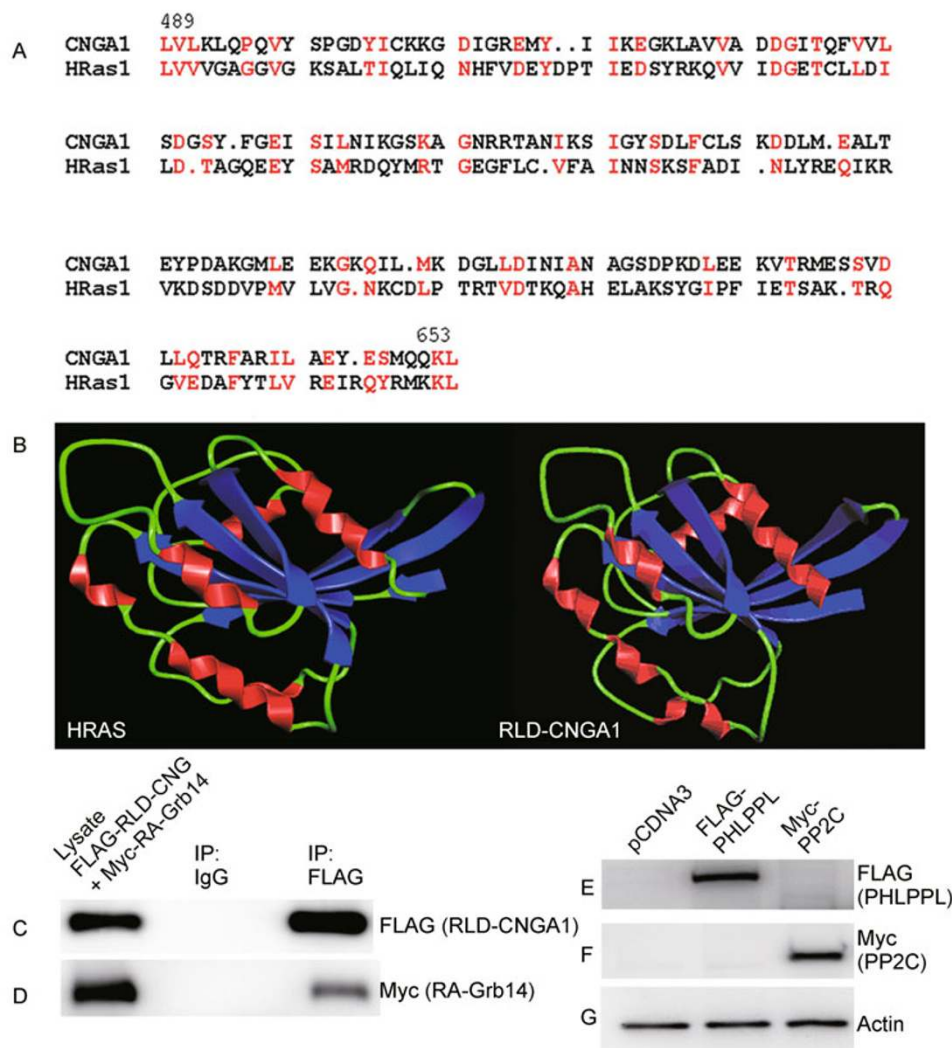 A
489
CNGA1 LVLKLQPQVY SPGDYICKKG DIGREMY..I IKEGKLAVVA DDGITQFVVL
HRas1 LVVVGAGGVG KSALTIQLIQ NHFVDEYDPT IEDSYRKQVV IDGETCLLDI
CNGA1 SDGSY.FGEI SILNIKGSKA GNRRTANIKS IGYSDLFCLS KDDLM.EALT
HRas1 LD.TAGQEEY SAMRDQYMRT GEGFLC.VFA INNSKSFADI .NLYREQIKR
CNGA1 EYPDAKGMLE EKGKQIL.MK DGLLDINIAN AGSDPKDLEE KVTRMESSVD
HRas1 VKDSDDVPMV LVG.NKCDLP TRTVDTKQAH ELAKSYGIPF IETSAK.TRQ
653
CNGA1 LLQTRFARIL AEY.ESMQQKL
HRas1 GVEDAFYTLV REIRQYRMKKL
B
HRAS
RLD-CNGA1
Lysate
FLAG-RLD-CNG
+ Myc-RA-Grb14
IP:
IgG
IP:
FLAG
C
FLAG (RLD-CNGA1)
D
Myc (RA-Grb14)
pCDNA3
FLAG-
PHLPPL
Myc-
PP2C
E
FLAG
(PHLPPL)
F
Myc
(PP2C)
G
Actin